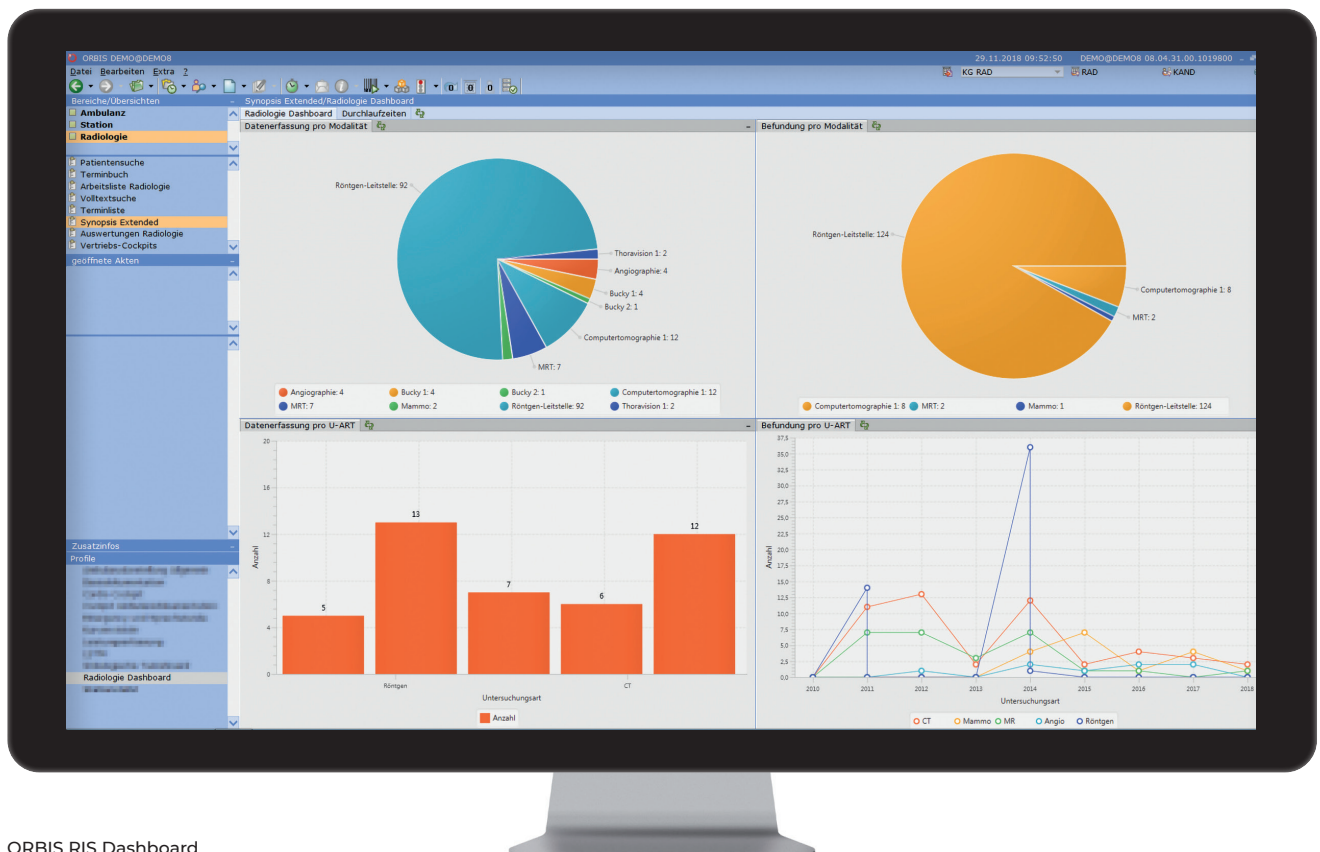 ORBIS DEMO@DEMO8
29.11.2018 09:52:50 DEMO@DEMO8 08.04.31.00.1019800
Datei Bearbeiten Extra ?
KG RAD RAD KAND
Bereiche/Übersichten
Ambulanz
Station
Radiologie
Patientensuche
Terminbuch
Arbeitsliste Radiologie
Volltextsuche
Terminliste
Synopsis Extended
Auswertungen Radiologie
Vertriebs-Cockpits
geöffnete Akten
Zusatzinfos
Profile
Radiologie Dashboard
Synopsis Extended/Radiologie Dashboard
Radiologie Dashboard Durchlaufzeiten
Datenerfassung pro Modalität
Röntgen-Leitstelle: 92
Thoravision 1: 2
Angiographie: 4
Bucky 1: 4
Bucky 2: 1
Computertomographie 1: 12
MRT: 7
Angiographie: 4 Bucky 1: 4 Bucky 2: 1 Computertomographie 1: 12
MRT: 7 Mammo: 2 Röntgen-Leitstelle: 92 Thoravision 1: 2
Befundung pro Modalität
Röntgen-Leitstelle: 124
Computertomographie 1: 8
MRT: 2
Computertomographie 1: 8 MRT: 2 Mammo: 1 Röntgen-Leitstelle: 124
Datenerfassung pro U-ART
20
16
12
8
4
0
Anzahl
5
13
7
6
12
Röntgen CT
Untersuchungsart
Anzahl
Befundung pro U-ART
37,5
35,0
32,5
30,0
27,5
25,0
22,5
20,0
17,5
15,0
12,5
10,0
7,5
5,0
2,5
0,0
Anzahl
2010 2011 2012 2013 2014 2015 2016 2017 2018
Untersuchungsart
CT Mammo MR Angio Röntgen
ORBIS RIS Dashboard